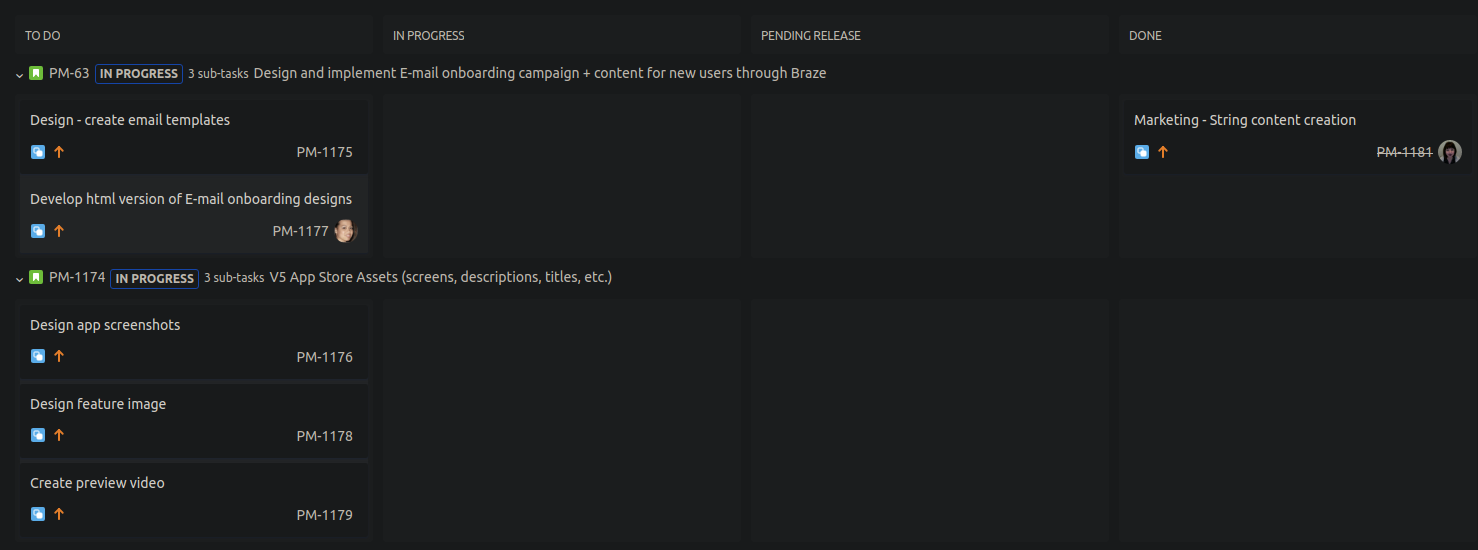 TO DO IN PROGRESS PENDING RELEASE DONE
PM-63 IN PROGRESS 3 sub-tasks Design and implement E-mail onboarding campaign + content for new users through Braze
Design - create email templates
PM-1175
Develop html version of E-mail onboarding designs
PM-1177
Marketing - String content creation
PM-1181
PM-1174 IN PROGRESS 3 sub-tasks V5 App Store Assets (screens, descriptions, titles, etc.)
Design app screenshots
PM-1176
Design feature image
PM-1178
Create preview video
PM-1179